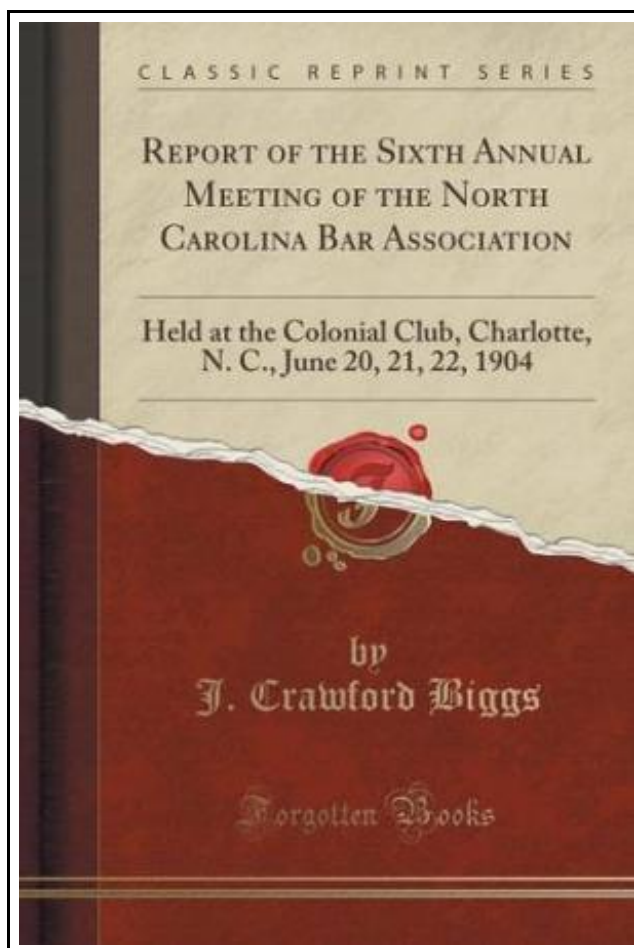 CLASSIC REPRINT SERIES
REPORT OF THE SIXTH ANNUAL
MEETING OF THE NORTH
CAROLINA BAR ASSOCIATION
Held at the Colonial Club, Charlotte,
N. C., June 20, 21, 22, 1904
by
J. Crawford Biggs
Forgotten Books